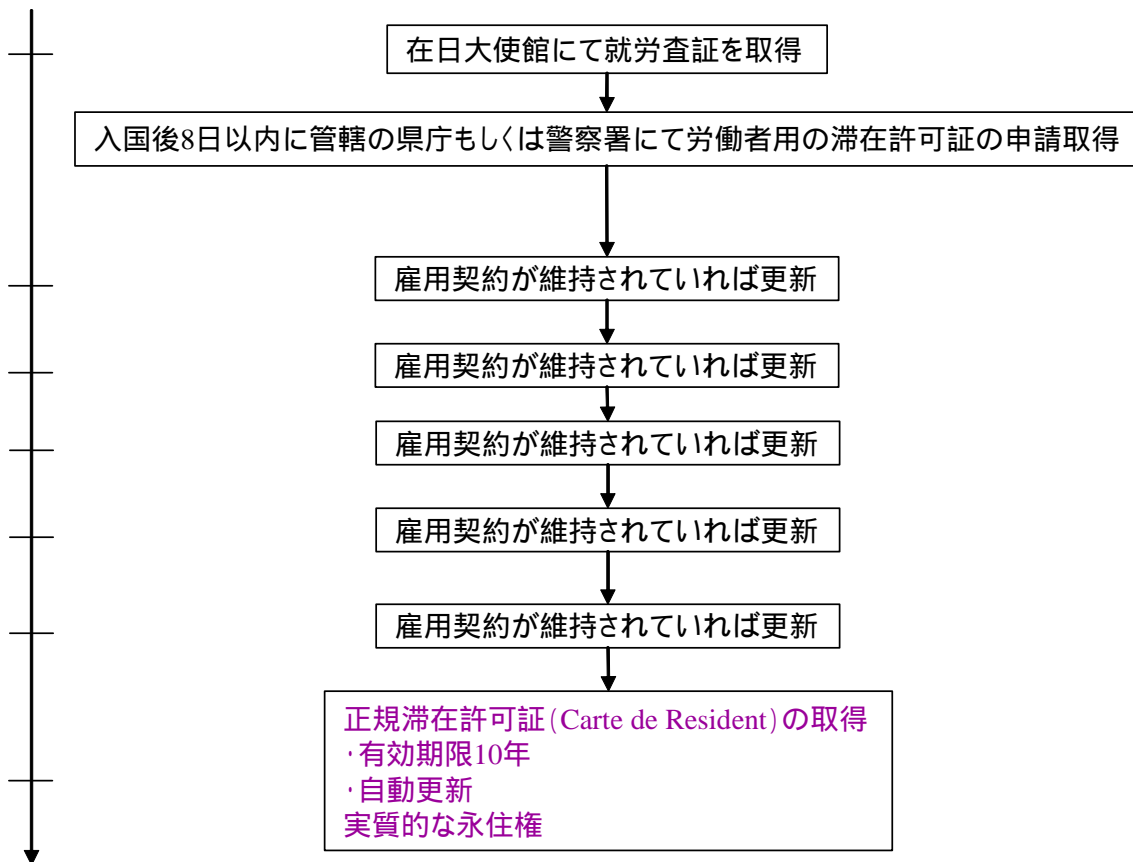 在日大使館にて就労査証を取得
入国後8日以内に管轄の県庁もしくは警察署にて労働者用の滞在許可証の申請取得
雇用契約が維持されていれば更新
雇用契約が維持されていれば更新
雇用契約が維持されていれば更新
雇用契約が維持されていれば更新
雇用契約が維持されていれば更新
正規滞在許可証(Carte de Resident)の取得
・有効期限10年
・自動更新
実質的な永住権